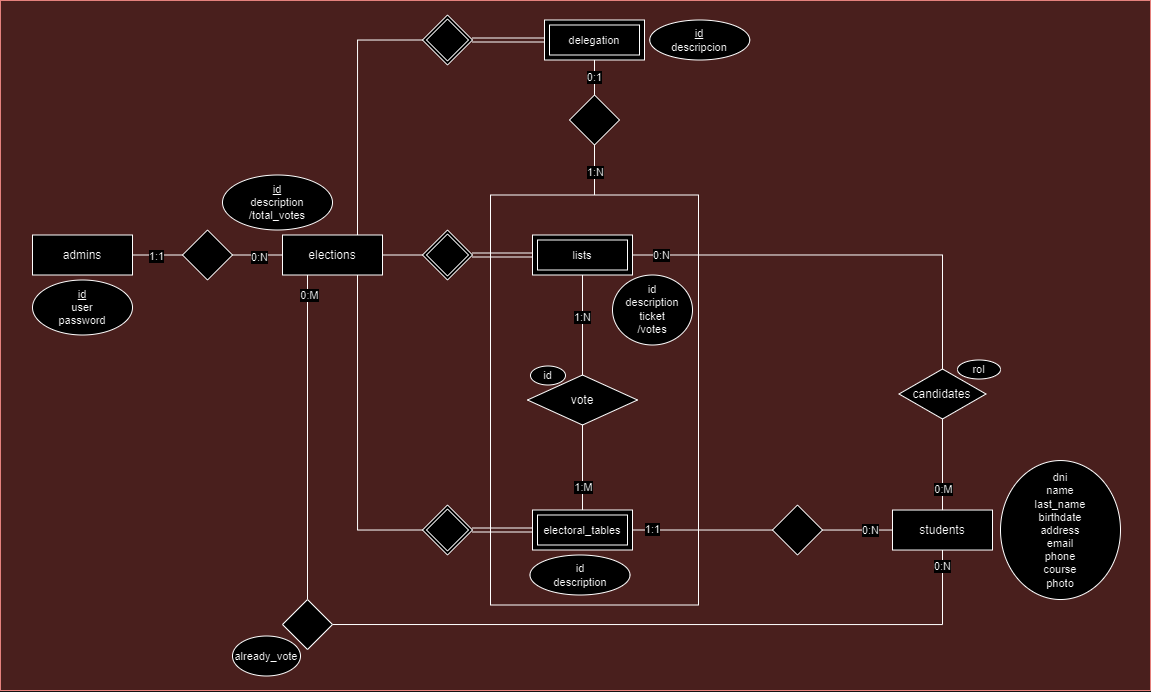 delegation
id
descripcion
0:1
1:N
id
description
/total_votes
admins
1:1
0:N
elections
lists
0:N
id
user
password
0:M
1:N
id
description
ticket
/votes
id
vote
rol
candidates
1:M
0:M
electoral_tables
1:1
0:N
students
dni
name
last_name
birthdate
address
email
phone
course
photo
id
description
0:N
already_vote